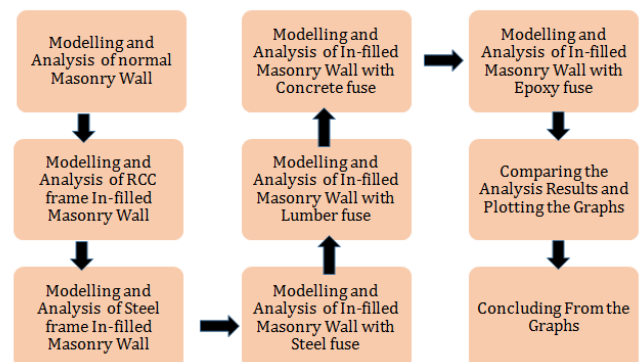 Modelling and
Analysis of normal
Masonry Wall
Modelling and
Analysis of RCC
frame In-filled
Masonry Wall
Modelling and
Analysis of Steel
frame In-filled
Masonry Wall
Modelling and
Analysis of In-filled
Masonry Wall with
Steel fuse
Modelling and
Analysis of In-filled
Masonry Wall with
Lumber fuse
Modelling and
Analysis of In-filled
Masonry Wall with
Concrete fuse
Modelling and
Analysis of In-filled
Masonry Wall with
Epoxy fuse
Comparing the
Analysis Results and
Plotting the Graphs
Concluding From the
Graphs